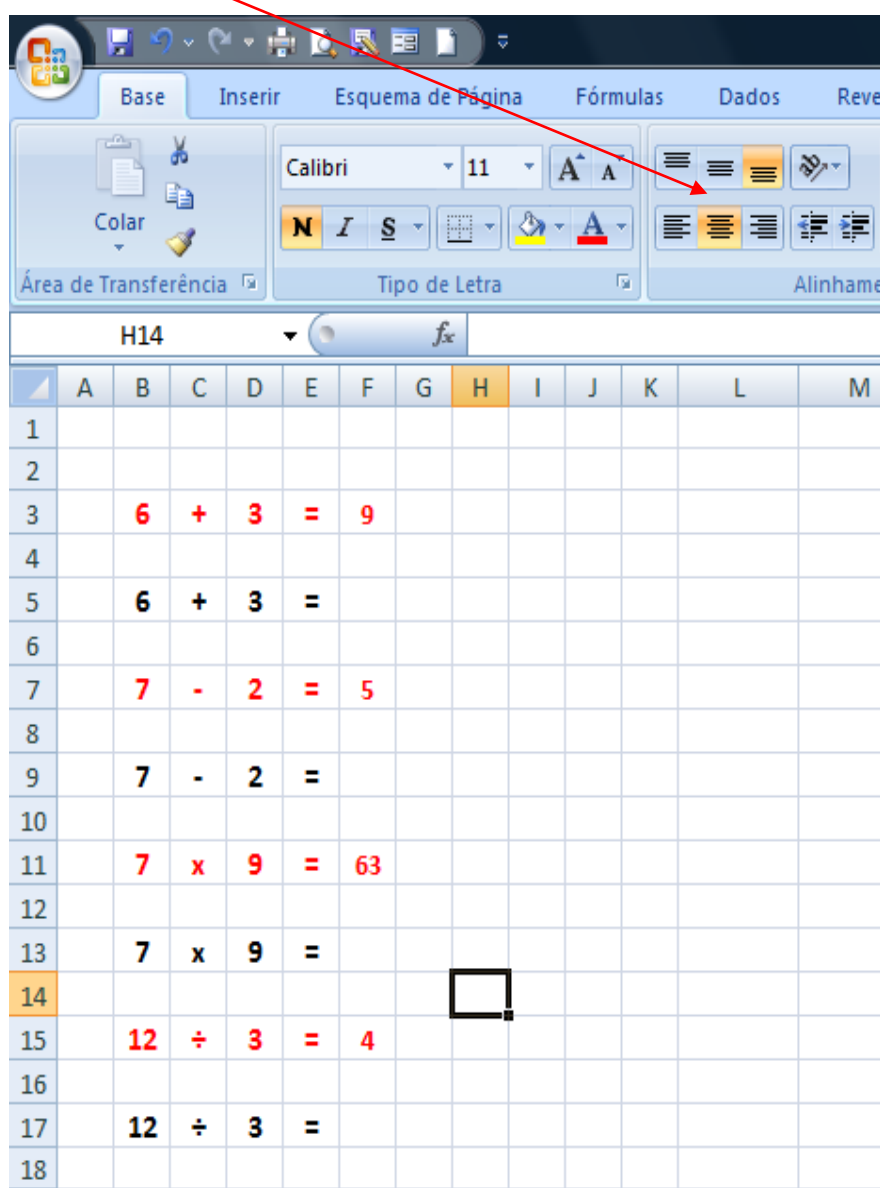 Base Inserir Esquema de Página Fórmulas Dados Reve
Calibri 11 A A
Colar N I S A
Área de Transferência Tipo de Letra Alinhame
H14 fx
A B C D E F G H I J K L M
1
2
3 6 + 3 = 9
4
5 6 + 3 =
6
7 7 - 2 = 5
8
9 7 - 2 =
10
11 7 x 9 = 63
12
13 7 x 9 =
14
15 12 ÷ 3 = 4
16
17 12 ÷ 3 =
18